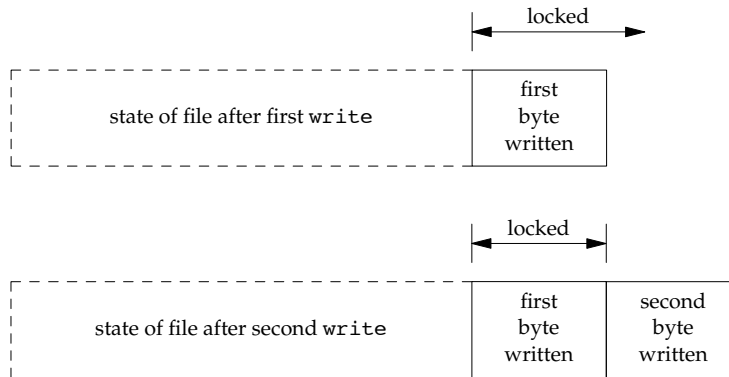 locked
state of file after first write
first
byte
written
locked
state of file after second write
first
byte
written
second
byte
written